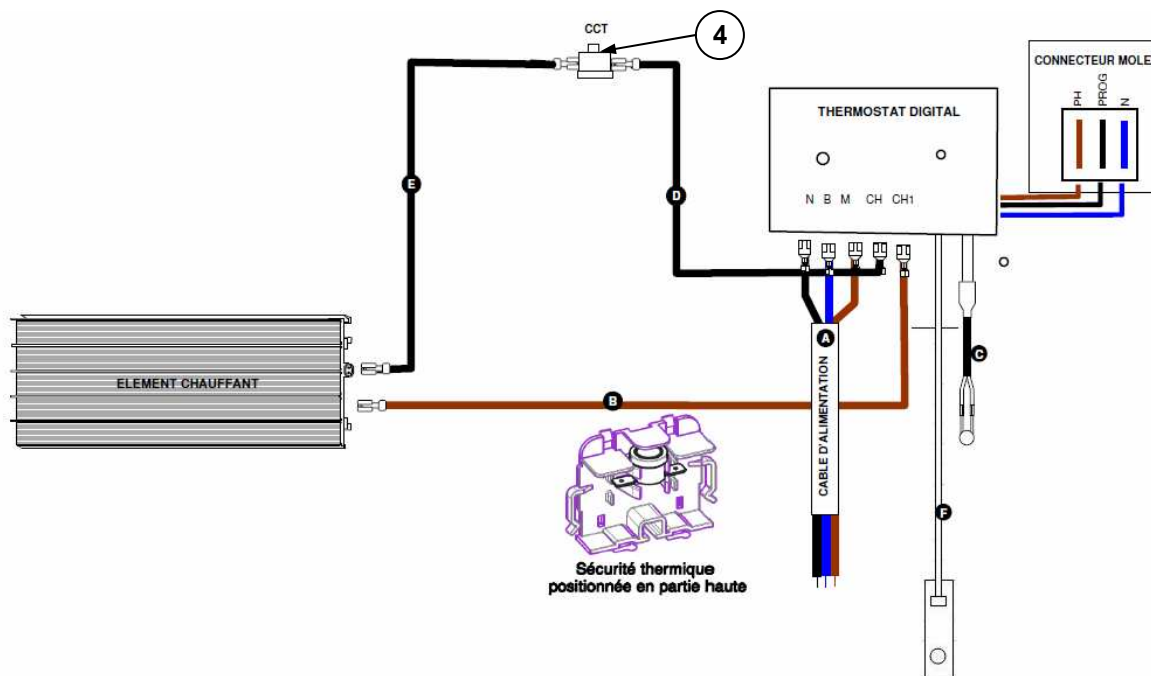 CCT
4
CONNECTEUR MOLE
PH
PROG
N
THERMOSTAT DIGITAL
N B M CH CH1
E
D
A
C
ELEMENT CHAUFFANT
B
CABLE D'ALIMENTATION
F
Sécurité thermique
positionnée en partie haute